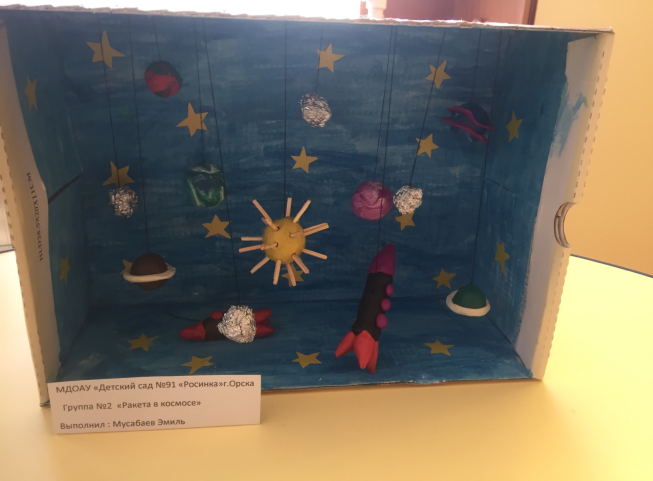 МДОАУ «Детский сад №91 «Росинка»г.Орска
Группа №2 «Ракета в космосе»
Выполнил : Мусабаев Эмиль